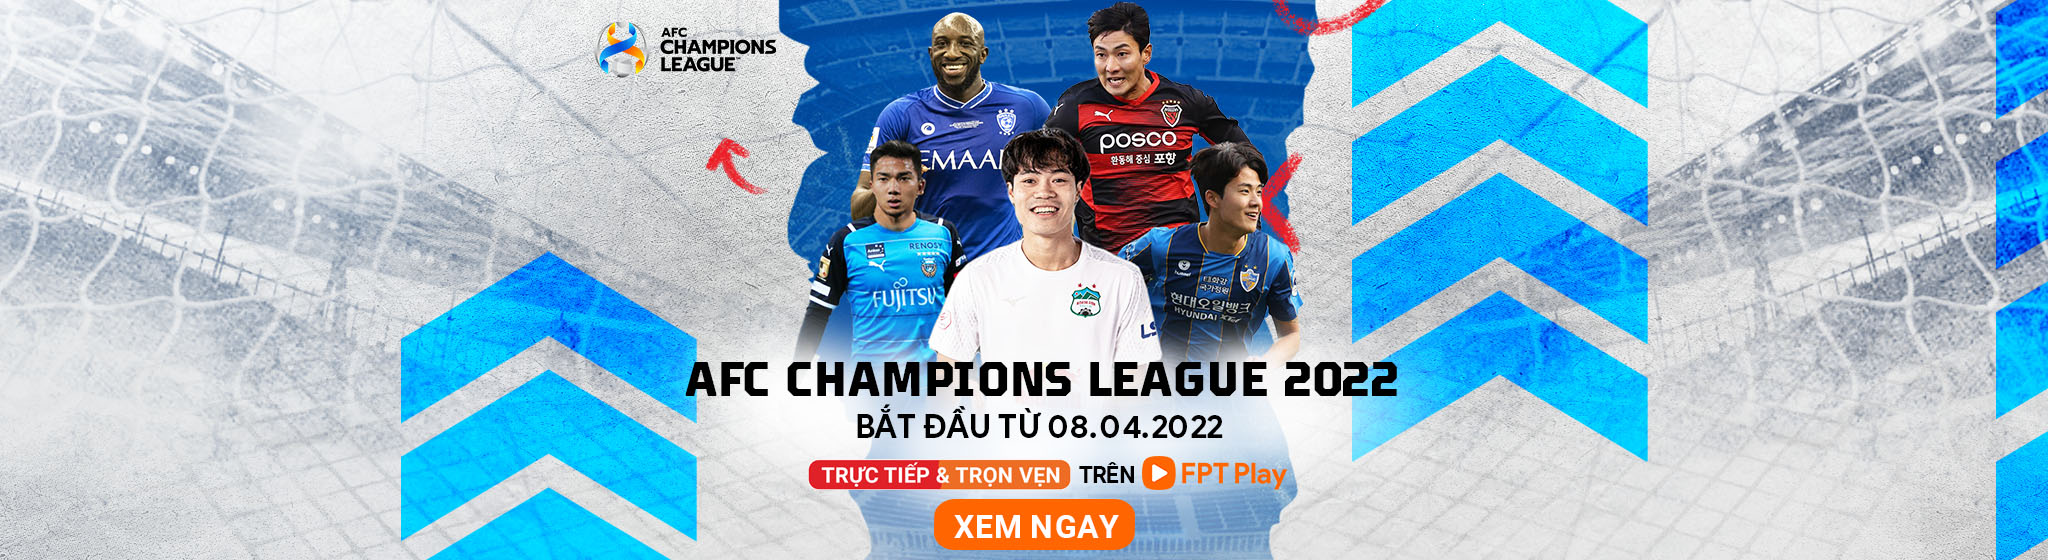 AFC
CHAMPIONS
LEAGUE™
EMAAR
posco
환동해 중심 포항
RENOSY
FUJITSU
LS
현대오일뱅크
HYUNDAI
AFC CHAMPIONS LEAGUE 2022
BẮT ĐẦU TỪ 08.04.2022
TRỰC TIẾP & TRỌN VẸN TRÊN FPT Play
XEM NGAY